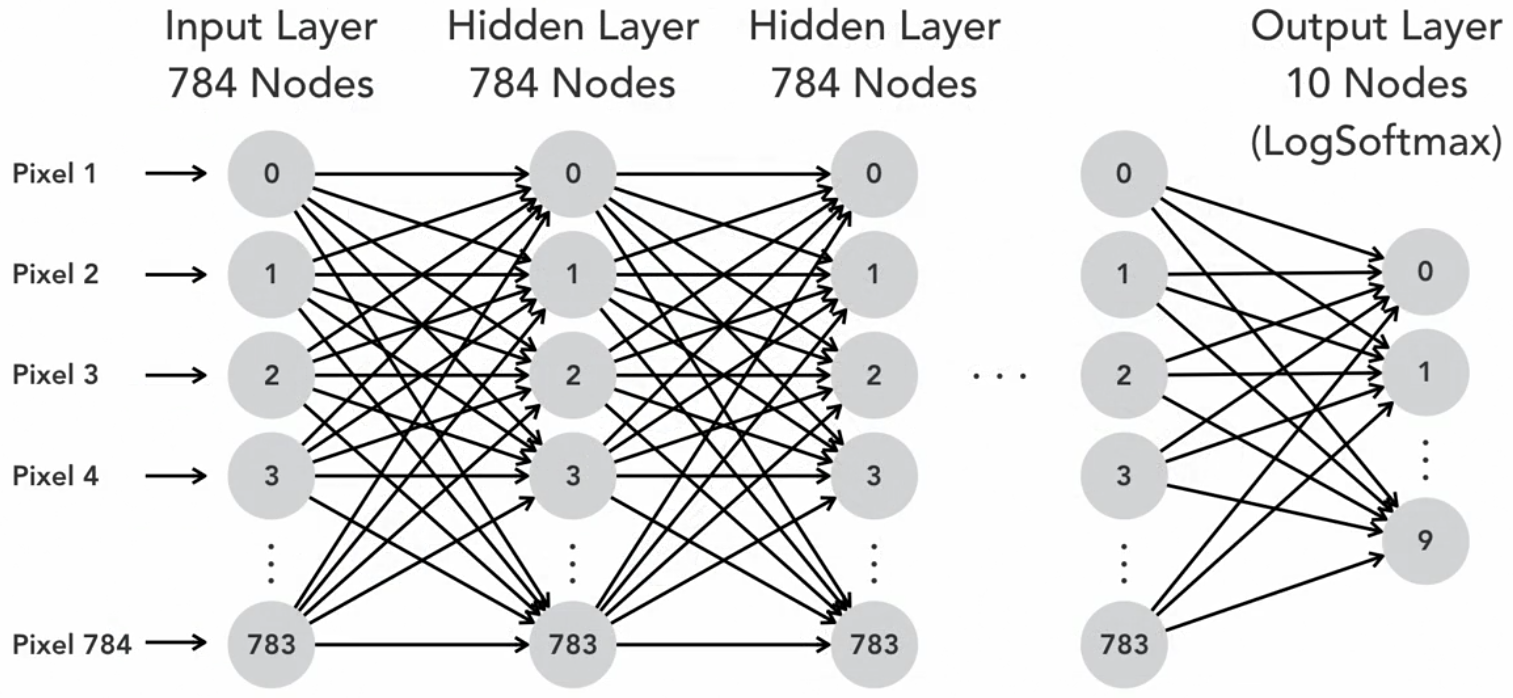 Input Layer
784 Nodes
Hidden Layer
784 Nodes
Hidden Layer
784 Nodes
Output Layer
10 Nodes
(LogSoftmax)
Pixel 1
Pixel 2
Pixel 3
Pixel 4
Pixel 784
0
1
2
3
783
0
1
2
3
783
0
1
2
3
783
. . .
0
1
2
3
783
0
1
9